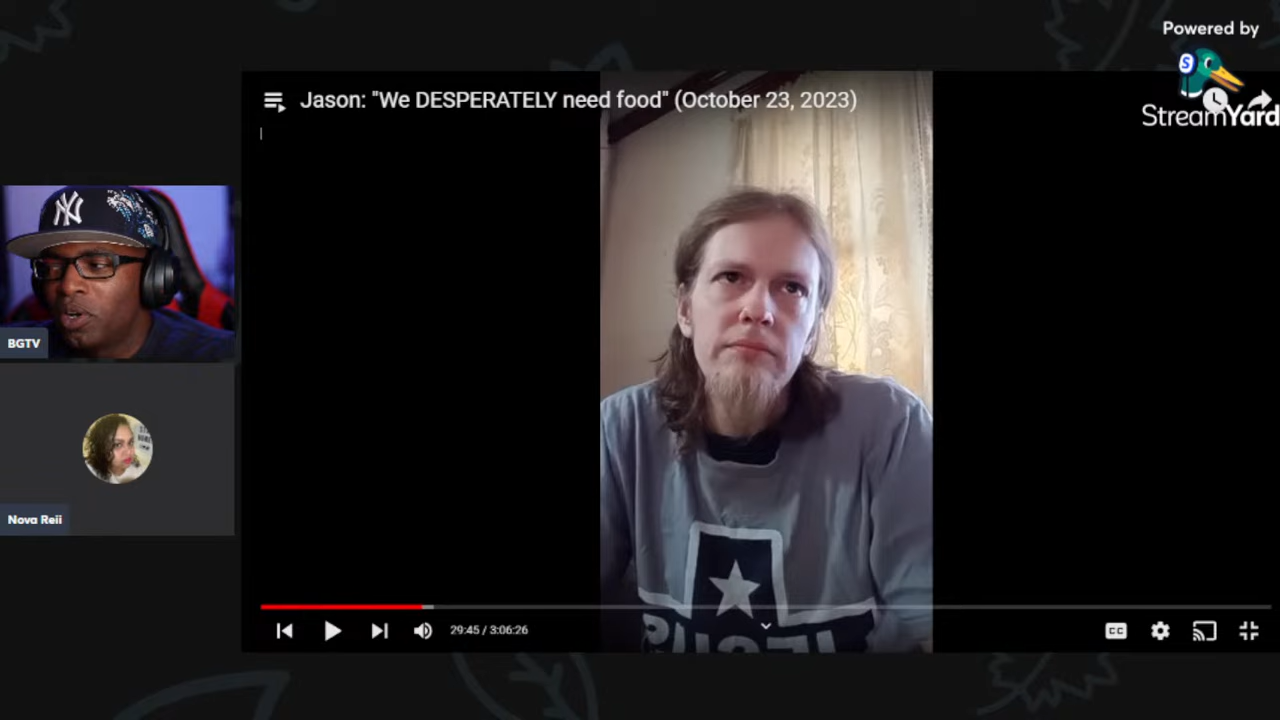 Powered by
StreamYard
Jason: "We DESPERATELY need food" (October 23, 2023)
NY
BGTV
Nova Reii
29:45 / 3:06:26
CC